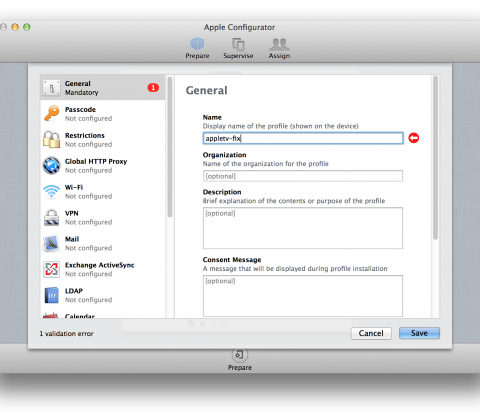 Apple Configurator
Prepare Supervise Assign
General
Mandatory
1
Passcode
Not configured
Restrictions
Not configured
Global HTTP Proxy
Not configured
Wi-Fi
Not configured
VPN
Not configured
Mail
Not configured
Exchange ActiveSync
Not configured
LDAP
Not configured
Calendar
General
Name
Display name of the profile (shown on the device)
appletv-fix
Organization
Name of the organization for the profile
[optional]
Description
Brief explanation of the contents or purpose of the profile
[optional]
Consent Message
A message that will be displayed during profile installation
[optional]
1 validation error
Cancel Save
Prepare